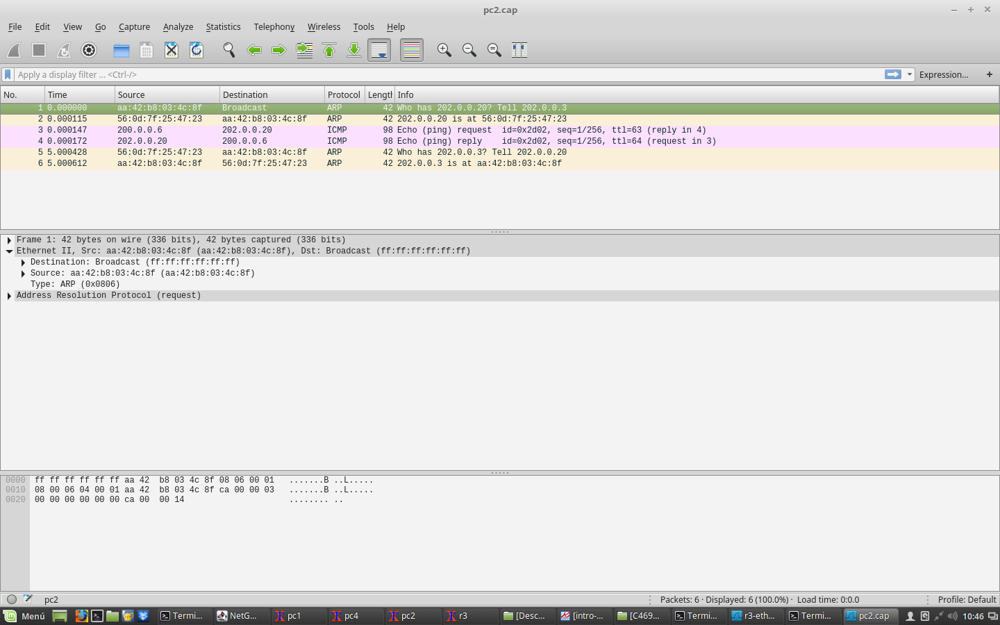 pc2.cap
File Edit View Go Capture Analyze Statistics Telephony Wireless Tools Help
Apply a display filter ... <Ctrl-/> Expression... +
No. Time Source Destination Protocol Length Info
1 0.000000 aa:42:b8:03:4c:8f Broadcast ARP 42 Who has 202.0.0.20? Tell 202.0.0.3
2 0.000115 56:0d:7f:25:47:23 aa:42:b8:03:4c:8f ARP 42 202.0.0.20 is at 56:0d:7f:25:47:23
3 0.000147 200.0.0.6 202.0.0.20 ICMP 98 Echo (ping) request id=0x2d02, seq=1/256, ttl=63 (reply in 4)
4 0.000172 202.0.0.20 200.0.0.6 ICMP 98 Echo (ping) reply id=0x2d02, seq=1/256, ttl=64 (request in 3)
5 5.000428 56:0d:7f:25:47:23 aa:42:b8:03:4c:8f ARP 42 Who has 202.0.0.3? Tell 202.0.0.20
6 5.000612 aa:42:b8:03:4c:8f 56:0d:7f:25:47:23 ARP 42 202.0.0.3 is at aa:42:b8:03:4c:8f
Frame 1: 42 bytes on wire (336 bits), 42 bytes captured (336 bits)
Ethernet II, Src: aa:42:b8:03:4c:8f (aa:42:b8:03:4c:8f), Dst: Broadcast (ff:ff:ff:ff:ff:ff)
Destination: Broadcast (ff:ff:ff:ff:ff:ff)
Source: aa:42:b8:03:4c:8f (aa:42:b8:03:4c:8f)
Type: ARP (0x0806)
Address Resolution Protocol (request)
0000 ff ff ff ff ff ff aa 42 b8 03 4c 8f 08 06 00 01 .......B ..L.....
0010 08 00 06 04 00 01 aa 42 b8 03 4c 8f ca 00 00 03 .......B ..L.....
0020 00 00 00 00 00 00 ca 00 00 14 ........ ..
pc2 Packets: 6 · Displayed: 6 (100.0%) · Load time: 0:0.0 Profile: Default
Menú Termi... NetG... pc1 pc4 pc2 r3 [Desc... [intro-... [C469... Termi... r3-eth... Termi... pc2.cap 10:46